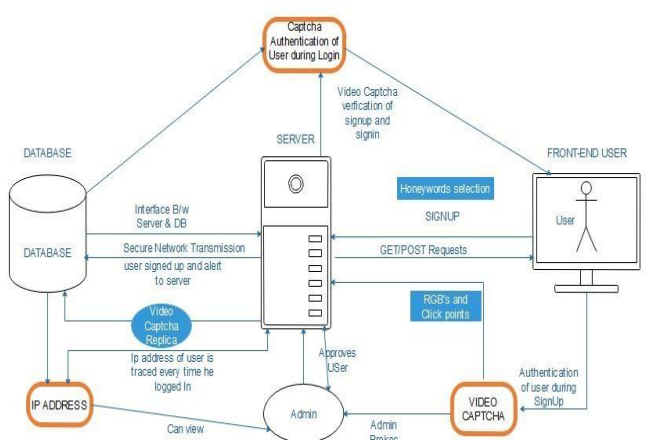 Captcha
Authentication of
User during Login
Video Captcha
verfication of
signup and
signin
SERVER
DATABASE
FRONT-END USER
Honeywords selection
User
SIGNUP
Interface B/w
Server & DB
DATABASE
Secure Network Transmission
GET/POST Requests
user signed up and alert
to server
RGB's and
Click points
Video
Captcha
Replica
Ip address of user is
traced every time he
logged In
Approves
USer
Authentication
of user during
SignUp
IP ADDRESS
Can view
Admin
Admin
VIDEO
CAPTCHA